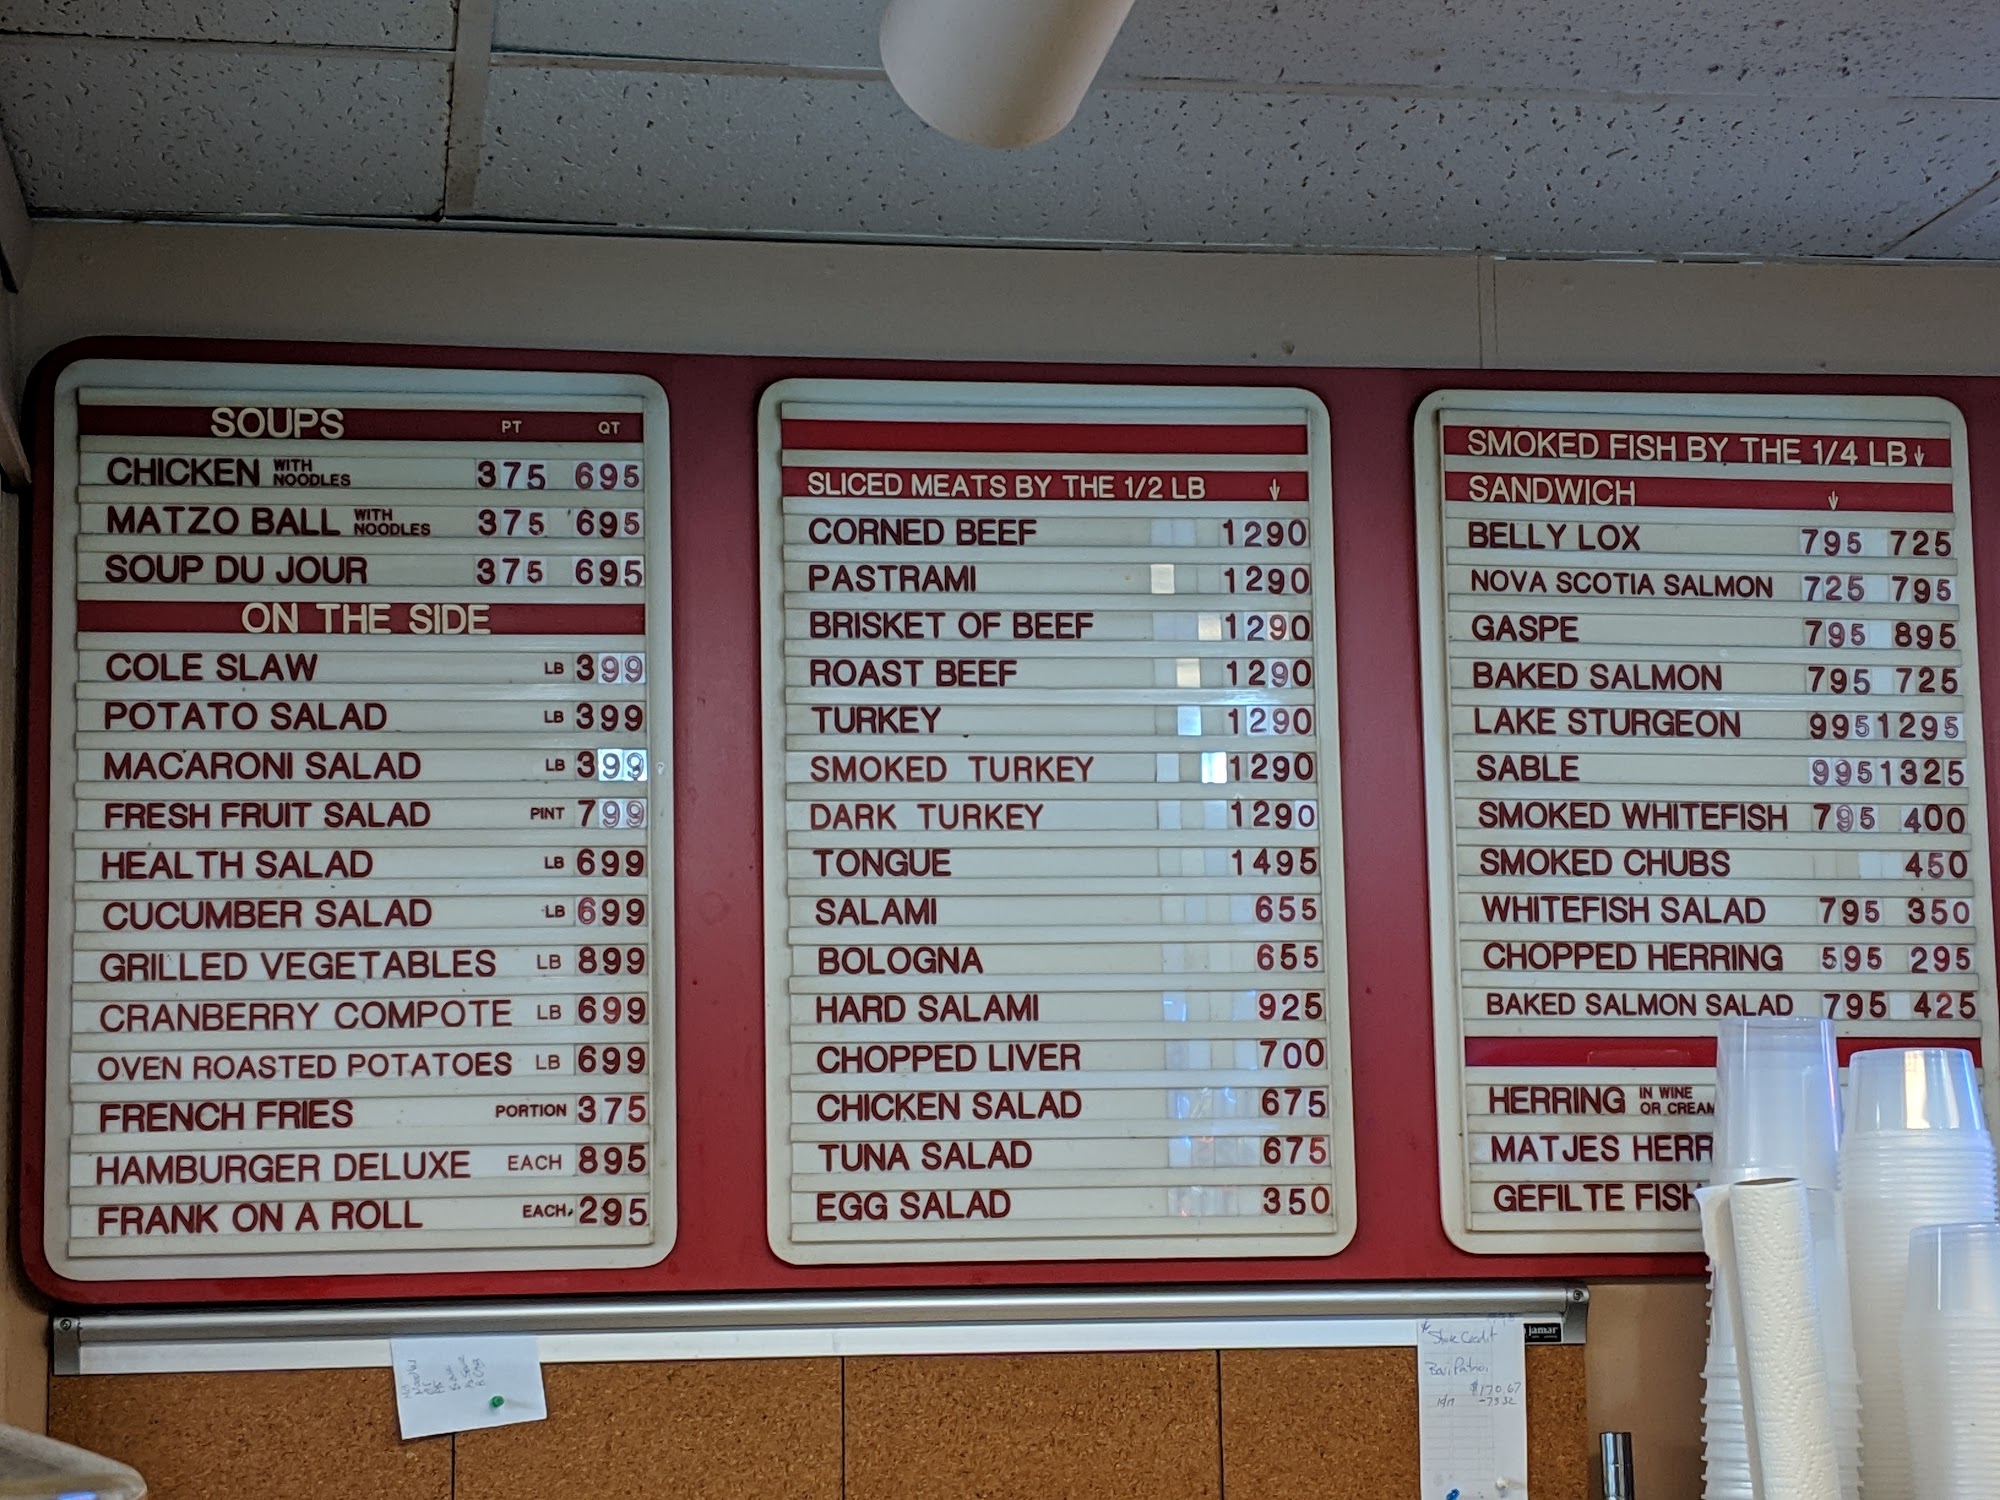 SOUPS PT QT
CHICKEN WITH NOODLES 375 695
MATZO BALL WITH NOODLES 375 695
SOUP DU JOUR 375 695
ON THE SIDE
COLE SLAW LB 399
POTATO SALAD LB 399
MACARONI SALAD LB 399
FRESH FRUIT SALAD PINT 799
HEALTH SALAD LB 699
CUCUMBER SALAD LB 699
GRILLED VEGETABLES LB 899
CRANBERRY COMPOTE LB 699
OVEN ROASTED POTATOES LB 699
FRENCH FRIES PORTION 375
HAMBURGER DELUXE EACH 895
FRANK ON A ROLL EACH 295
SLICED MEATS BY THE 1/2 LB ↓
CORNED BEEF 1290
PASTRAMI 1290
BRISKET OF BEEF 1290
ROAST BEEF 1290
TURKEY 1290
SMOKED TURKEY 1290
DARK TURKEY 1290
TONGUE 1495
SALAMI 655
BOLOGNA 655
HARD SALAMI 925
CHOPPED LIVER 700
CHICKEN SALAD 675
TUNA SALAD 675
EGG SALAD 350
SMOKED FISH BY THE 1/4 LB ↓
SANDWICH ↓
BELLY LOX 795 725
NOVA SCOTIA SALMON 725 795
GASPE 795 895
BAKED SALMON 795 725
LAKE STURGEON 995 1295
SABLE 995 1325
SMOKED WHITEFISH 795 400
SMOKED CHUBS 450
WHITEFISH SALAD 795 350
CHOPPED HERRING 595 295
BAKED SALMON SALAD 795 425
HERRING IN WINE OR CREAM
MATJES HERR
GEFILTE FISH
jamar
Store Credit
$170.67